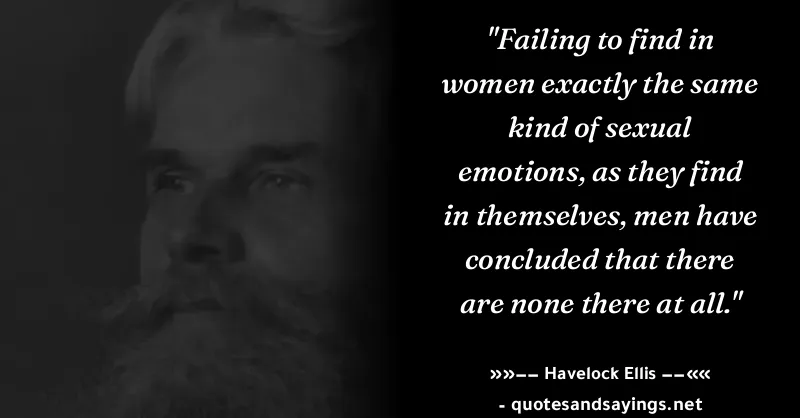 "Failing to find in
women exactly the same
kind of sexual
emotions, as they find
in themselves, men have
concluded that there
are none there at all."
»»—— Havelock Ellis ——««
- quotesandsayings.net